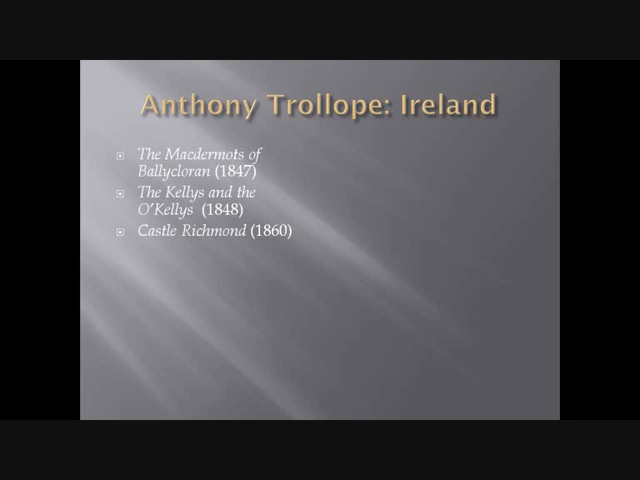 Anthony Trollope: Ireland
The Macdermots of
Ballycloran (1847)
The Kellys and the
O'Kellys (1848)
Castle Richmond (1860)